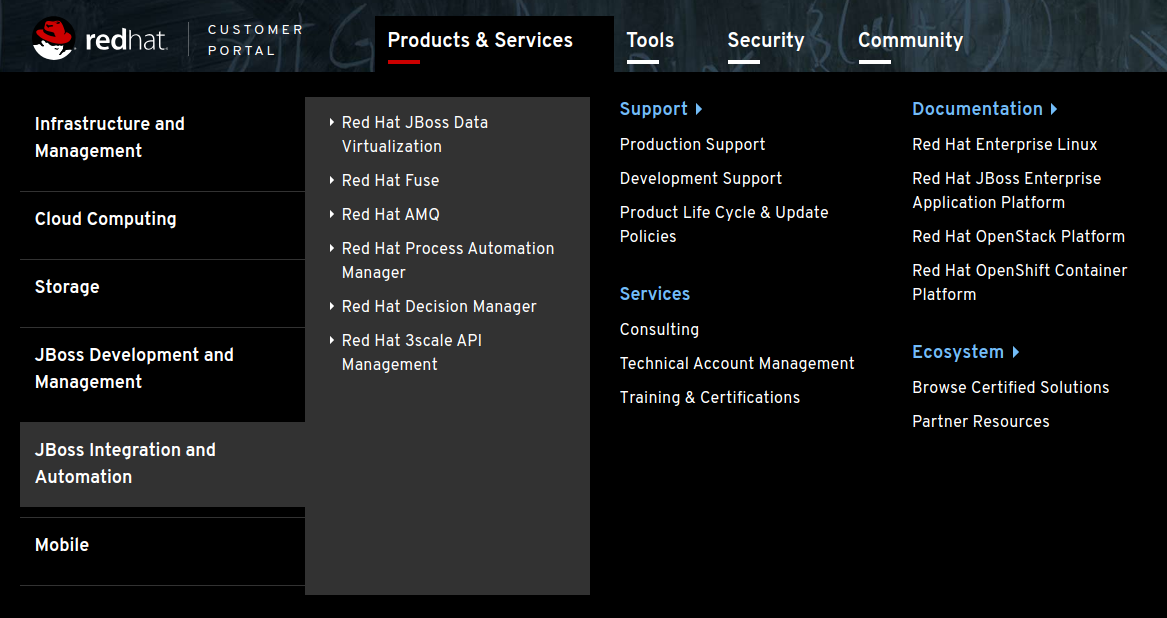 redhat.
CUSTOMER
PORTAL
Products & Services
Tools
Security
Community
Infrastructure and
Management
Cloud Computing
Storage
JBoss Development and
Management
JBoss Integration and
Automation
Mobile
Red Hat JBoss Data
Virtualization
Red Hat Fuse
Red Hat AMQ
Red Hat Process Automation
Manager
Red Hat Decision Manager
Red Hat 3scale API
Management
Support
Production Support
Development Support
Product Life Cycle & Update
Policies
Services
Consulting
Technical Account Management
Training & Certifications
Documentation
Red Hat Enterprise Linux
Red Hat JBoss Enterprise
Application Platform
Red Hat OpenStack Platform
Red Hat OpenShift Container
Platform
Ecosystem
Browse Certified Solutions
Partner Resources